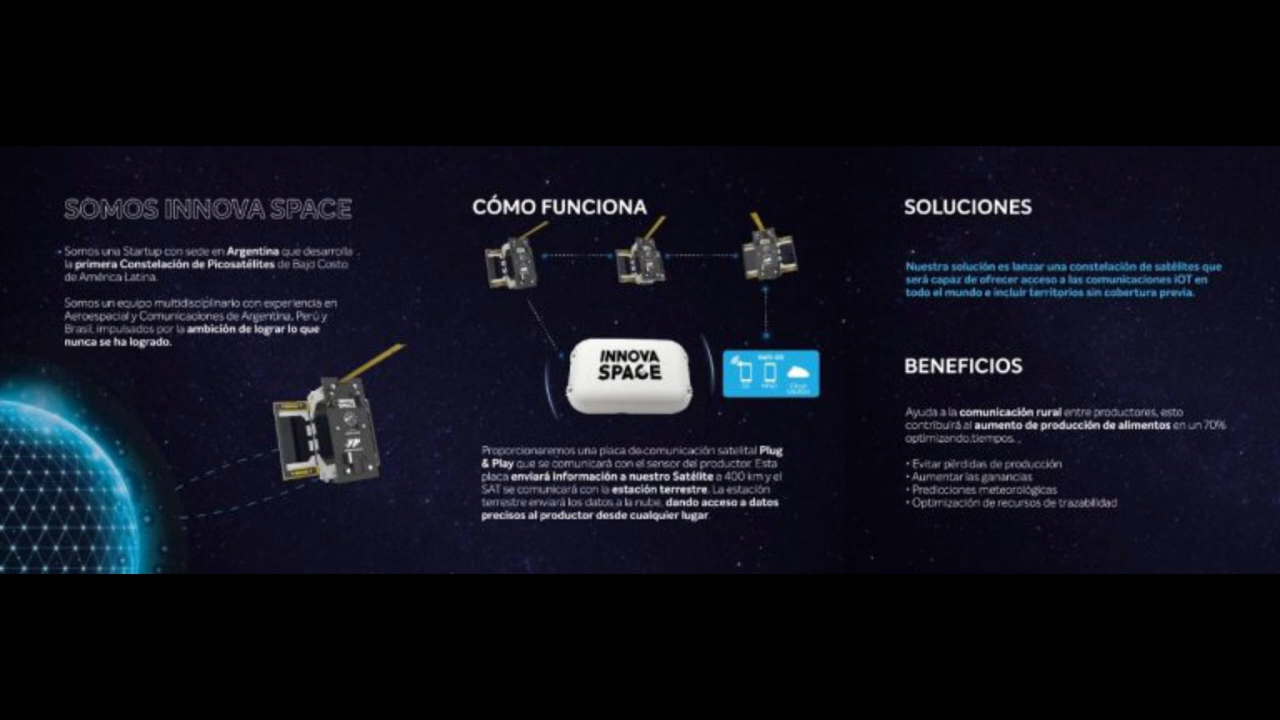 SOMOS INNOVA SPACE
Somos una Startup con sede en Argentina que desarrolla
la primera Constelación de Picosatélites de Bajo Costo
de América Latina.
Somos un equipo multidisciplinario con experiencia en
Aeroespacial y Comunicaciones de Argentina, Perú y
Brasil, impulsados por la ambición de lograr lo que
nunca se ha logrado.
CÓMO FUNCIONA
INNOVA
SPACE
Proporcionaremos una placa de comunicación satelital Plug
& Play que se comunicará con el sensor del productor. Esta
placa enviará información a nuestro Satélite a 400 km y el
SAT se comunicará con la estación terrestre. La estación
terrestre enviará los datos a la nube, dando acceso a datos
precisos al productor desde cualquier lugar.
SOLUCIONES
Nuestra solución es lanzar una constelación de satélites que
será capaz de ofrecer acceso a las comunicaciones IOT en
todo el mundo e incluir territorios sin cobertura previa.
BENEFICIOS
Ayuda a la comunicación rural entre productores, esto
contribuirá al aumento de producción de alimentos en un 70%
optimizando tiempos.
• Evitar pérdidas de producción
• Aumentar las ganancias
• Predicciones meteorológicas
• Optimización de recursos de trazabilidad